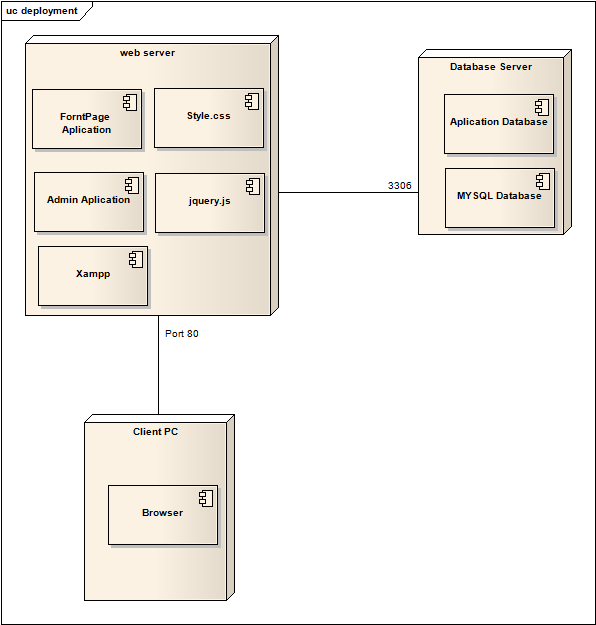 uc deployment
web server
ForntPage
Aplication
Style.css
Admin Aplication
jquery.js
Xampp
Database Server
Aplication Database
MYSQL Database
3306
Port 80
Client PC
Browser